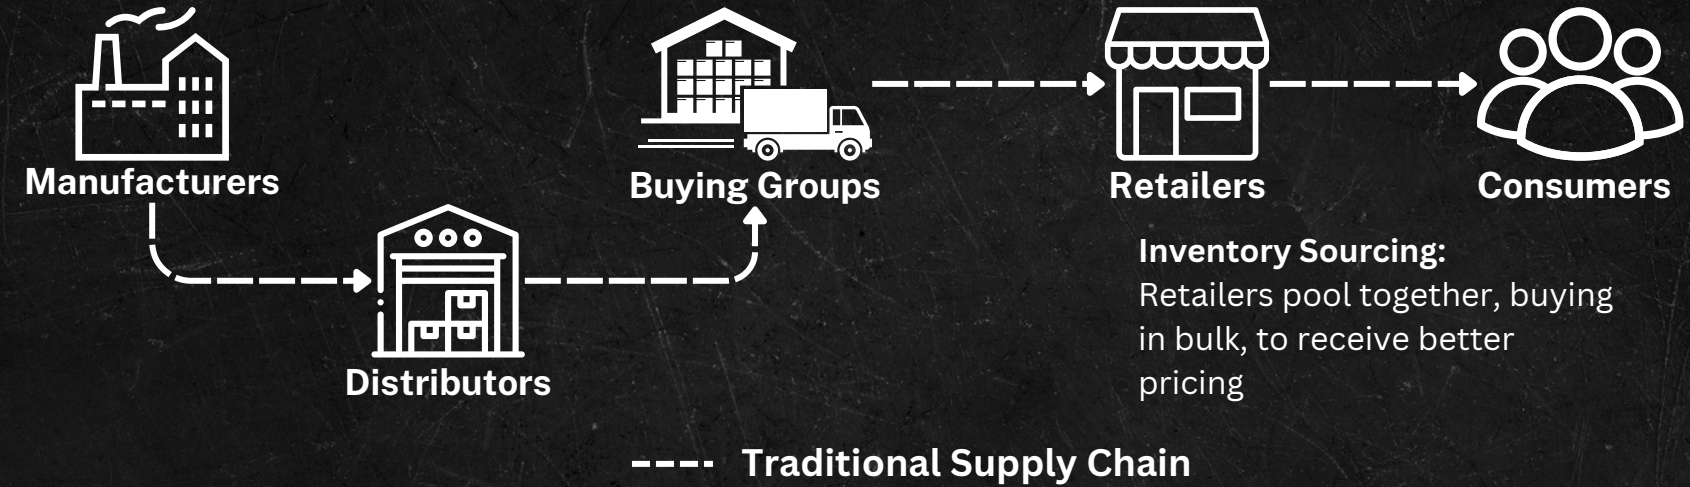 Manufacturers
Buying Groups
Retailers
Consumers
Distributors
Inventory Sourcing:
Retailers pool together, buying
in bulk, to receive better
pricing
Traditional Supply Chain